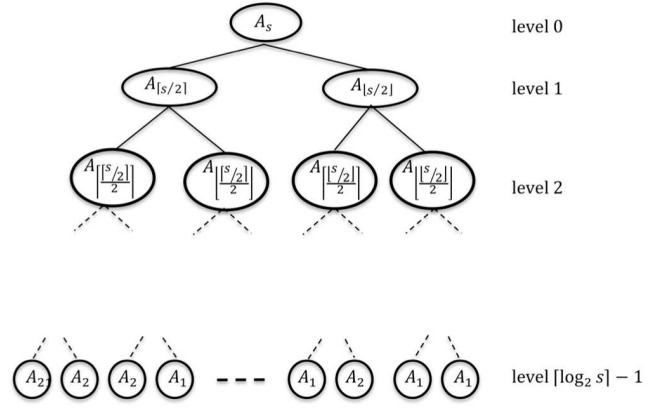 A_s level 0
A_{⌈s/2⌉} A_{⌊s/2⌋} level 1
A_{⌈⌈s/2⌉/2⌉} A_{⌊⌈s/2⌉/2⌋} A_{⌈⌊s/2⌋/2⌉} A_{⌊⌊s/2⌋/2⌋} level 2
A_2 A_2 A_2 A_1 A_1 A_2 A_1 A_1 level ⌈log_2 s⌉ − 1